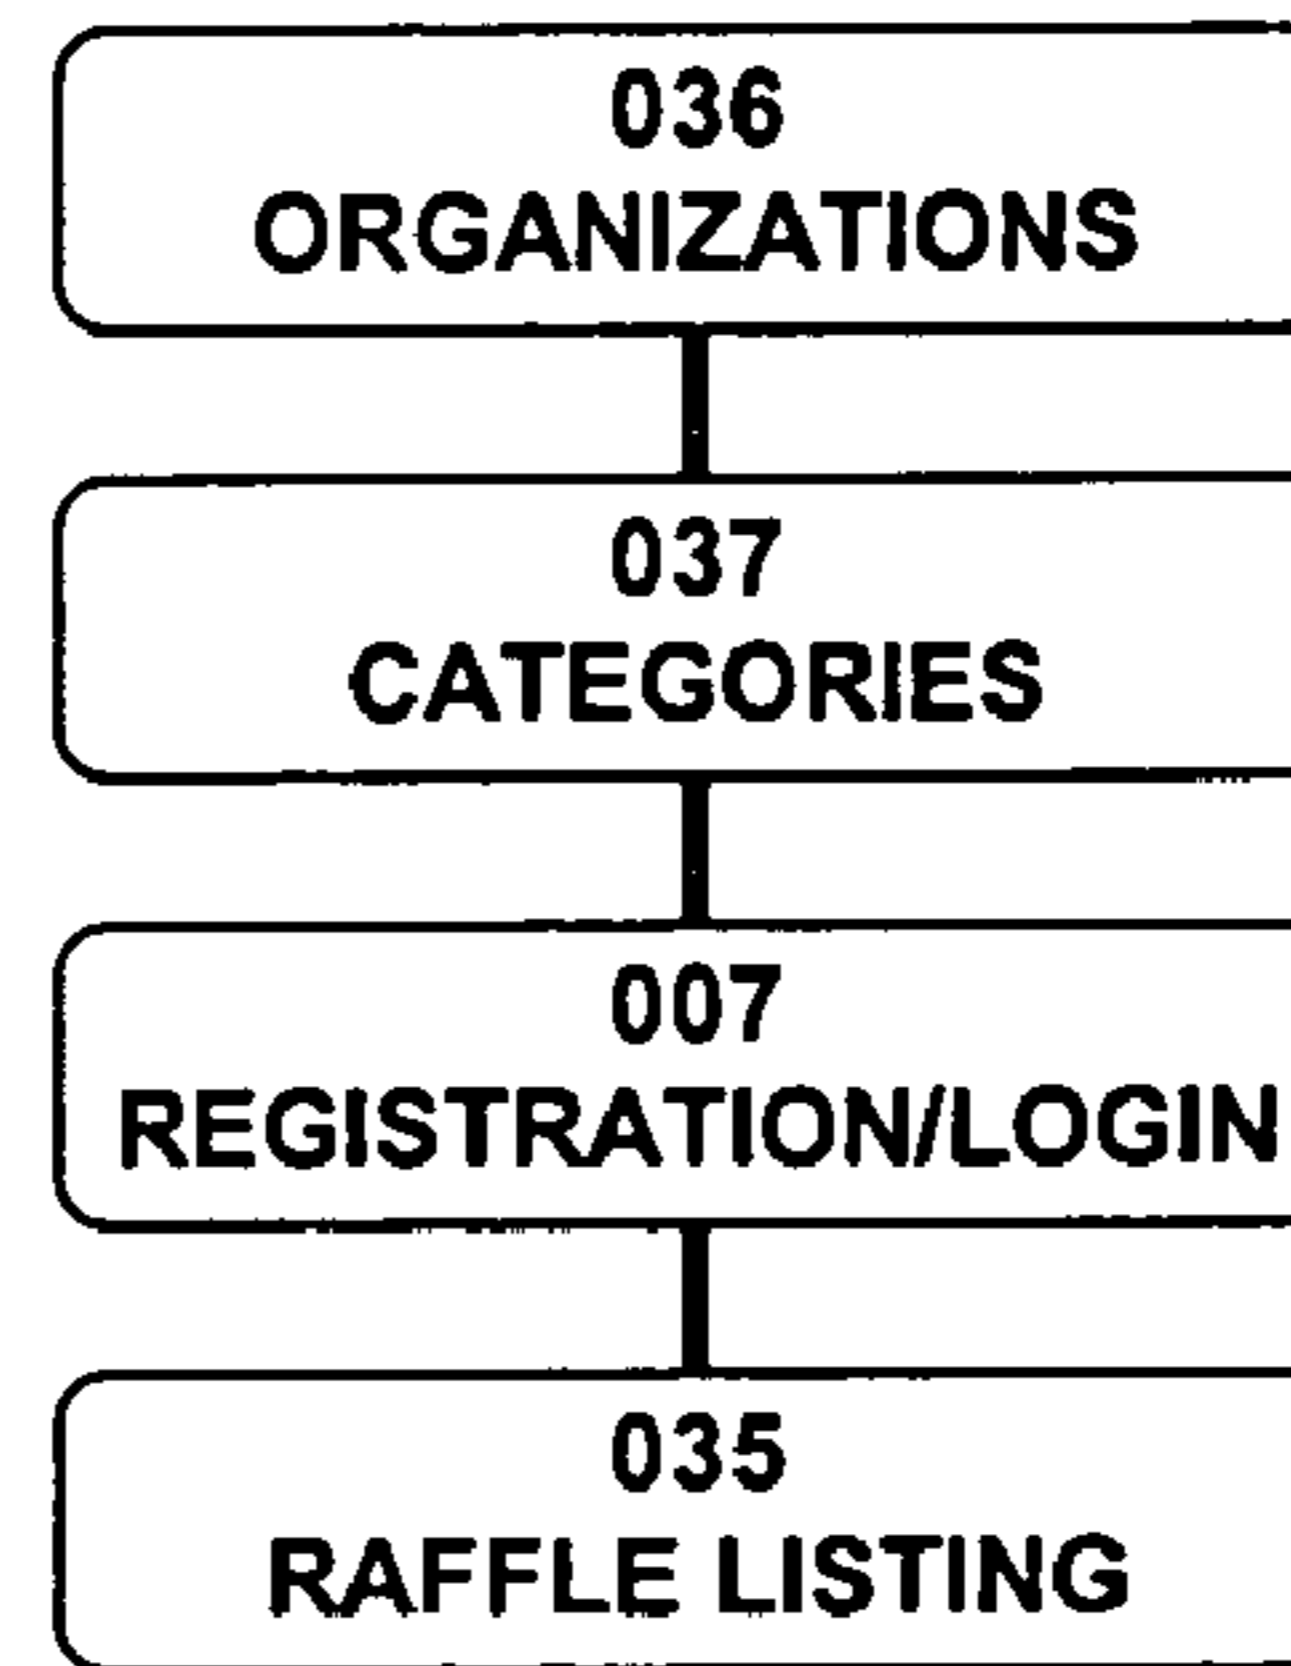 036
ORGANIZATIONS
037
CATEGORIES
007
REGISTRATION/LOGIN
035
RAFFLE LISTING